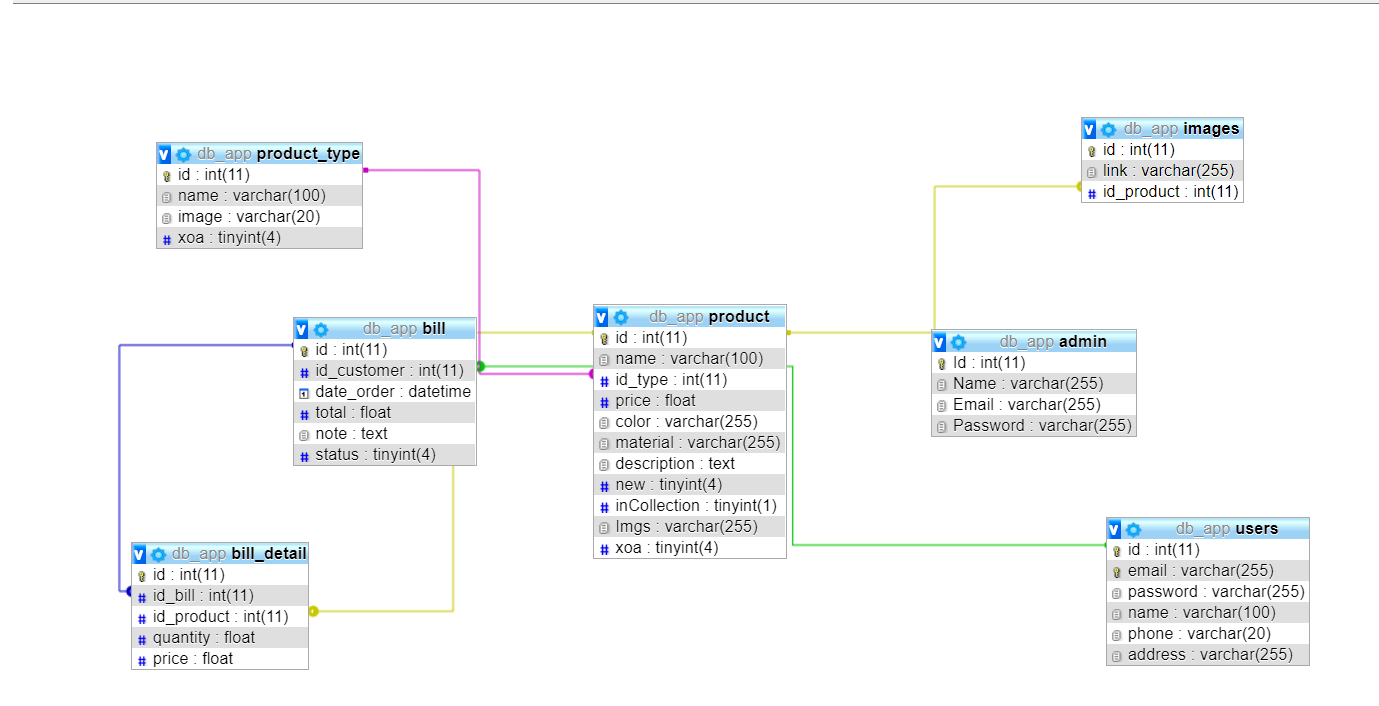 db_app product_type
id : int(11)
name : varchar(100)
image : varchar(20)
xoa : tinyint(4)
db_app images
id : int(11)
link : varchar(255)
id_product : int(11)
db_app bill
id : int(11)
id_customer : int(11)
date_order : datetime
total : float
note : text
status : tinyint(4)
db_app product
id : int(11)
name : varchar(100)
id_type : int(11)
price : float
color : varchar(255)
material : varchar(255)
description : text
new : tinyint(4)
inCollection : tinyint(1)
Imgs : varchar(255)
xoa : tinyint(4)
db_app admin
Id : int(11)
Name : varchar(255)
Email : varchar(255)
Password : varchar(255)
db_app bill_detail
id : int(11)
id_bill : int(11)
id_product : int(11)
quantity : float
price : float
db_app users
id : int(11)
email : varchar(255)
password : varchar(255)
name : varchar(100)
phone : varchar(20)
address : varchar(255)